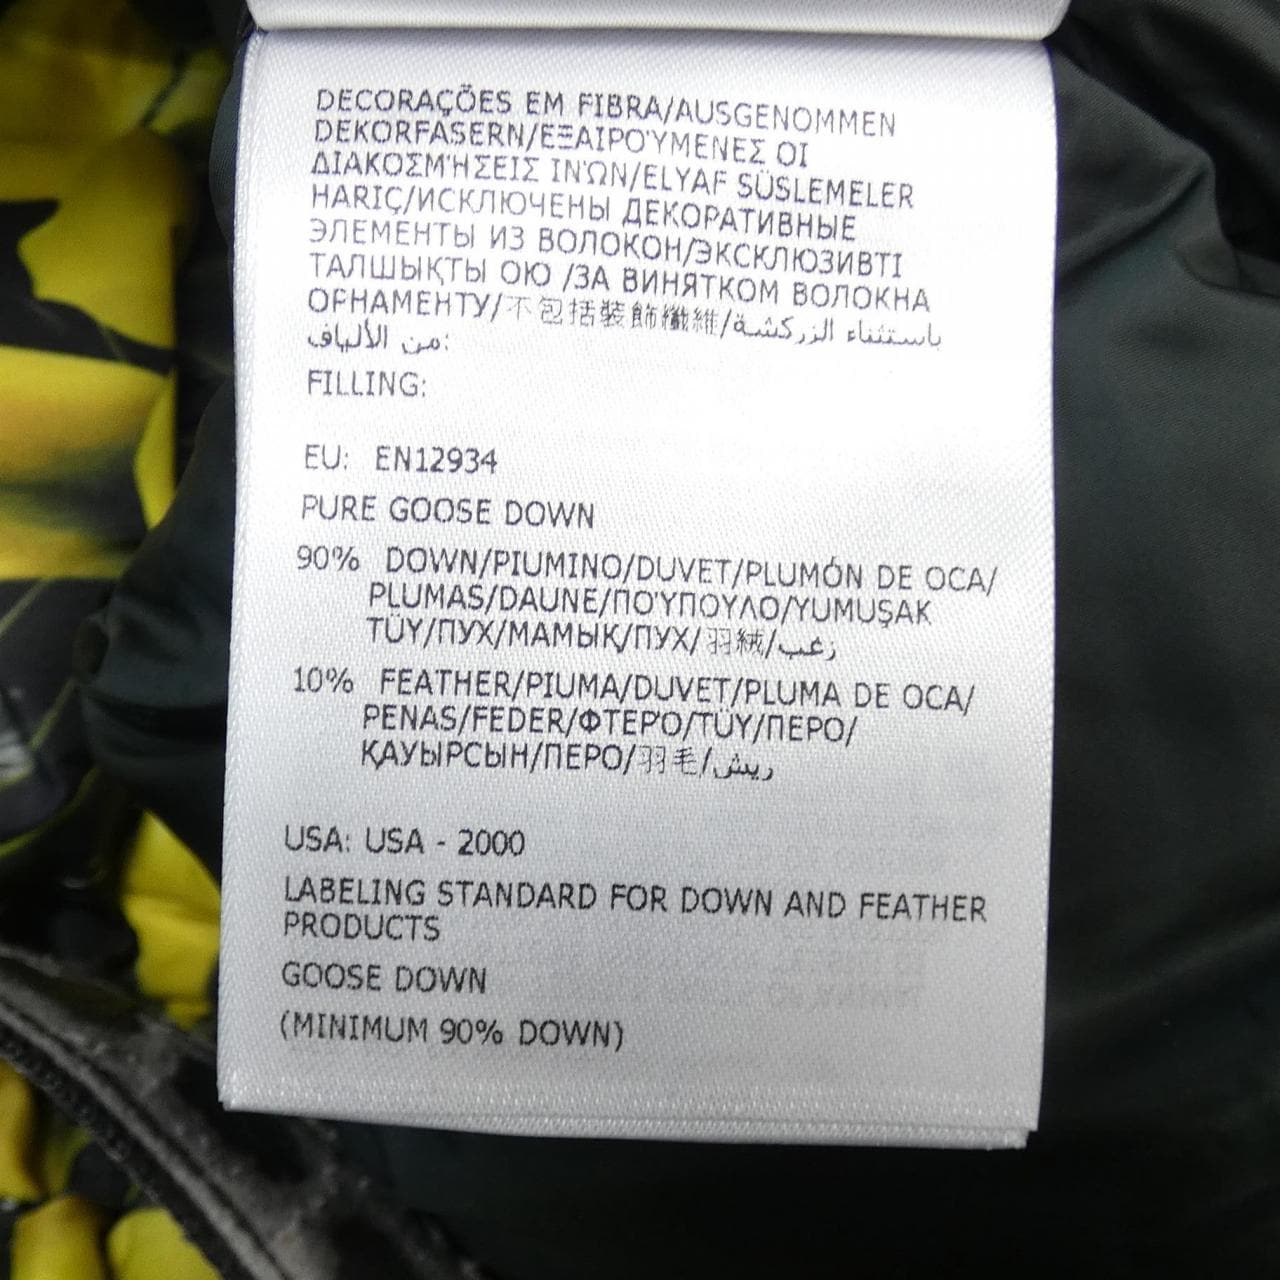 DECORAÇÕES EM FIBRA/AUSGENOMMEN
DEKORFASERN/ΕΞΑΙΡΟΎΜΕΝΕΣ ΟΙ
ΔΙΑΚΟΣΜΉΣΕΙΣ ΙΝΏΝ/ELYAF SÜSLEMELER
HARIÇ/ИСКЛЮЧЕНЫ ДЕКОРАТИВНЫЕ
ЭЛЕМЕНТЫ ИЗ ВОЛОКОН/ЭКСКЛЮЗИВТІ
ТАЛШЫҚТЫ ОЮ /ЗА ВИНЯТКОМ ВОЛОКНА
ОРНАМЕНТУ/不包括裝飾纖維/باستثناء الزركشة
من الألياف:
FILLING:
EU: EN12934
PURE GOOSE DOWN
90% DOWN/PIUMINO/DUVET/PLUMÓN DE OCA/
PLUMAS/DAUNE/ΠΟΎΠΟΥΛΟ/YUMUŞAK
TÜY/ПУХ/МАМЫҚ/ПУХ/羽絨/زغب
10% FEATHER/PIUMA/DUVET/PLUMA DE OCA/
PENAS/FEDER/ΦΤΕΡΌ/TÜY/ПЕРО/
ҚАУЫРСЫН/ПЕРО/羽毛/ريش
USA: USA - 2000
LABELING STANDARD FOR DOWN AND FEATHER
PRODUCTS
GOOSE DOWN
(MINIMUM 90% DOWN)